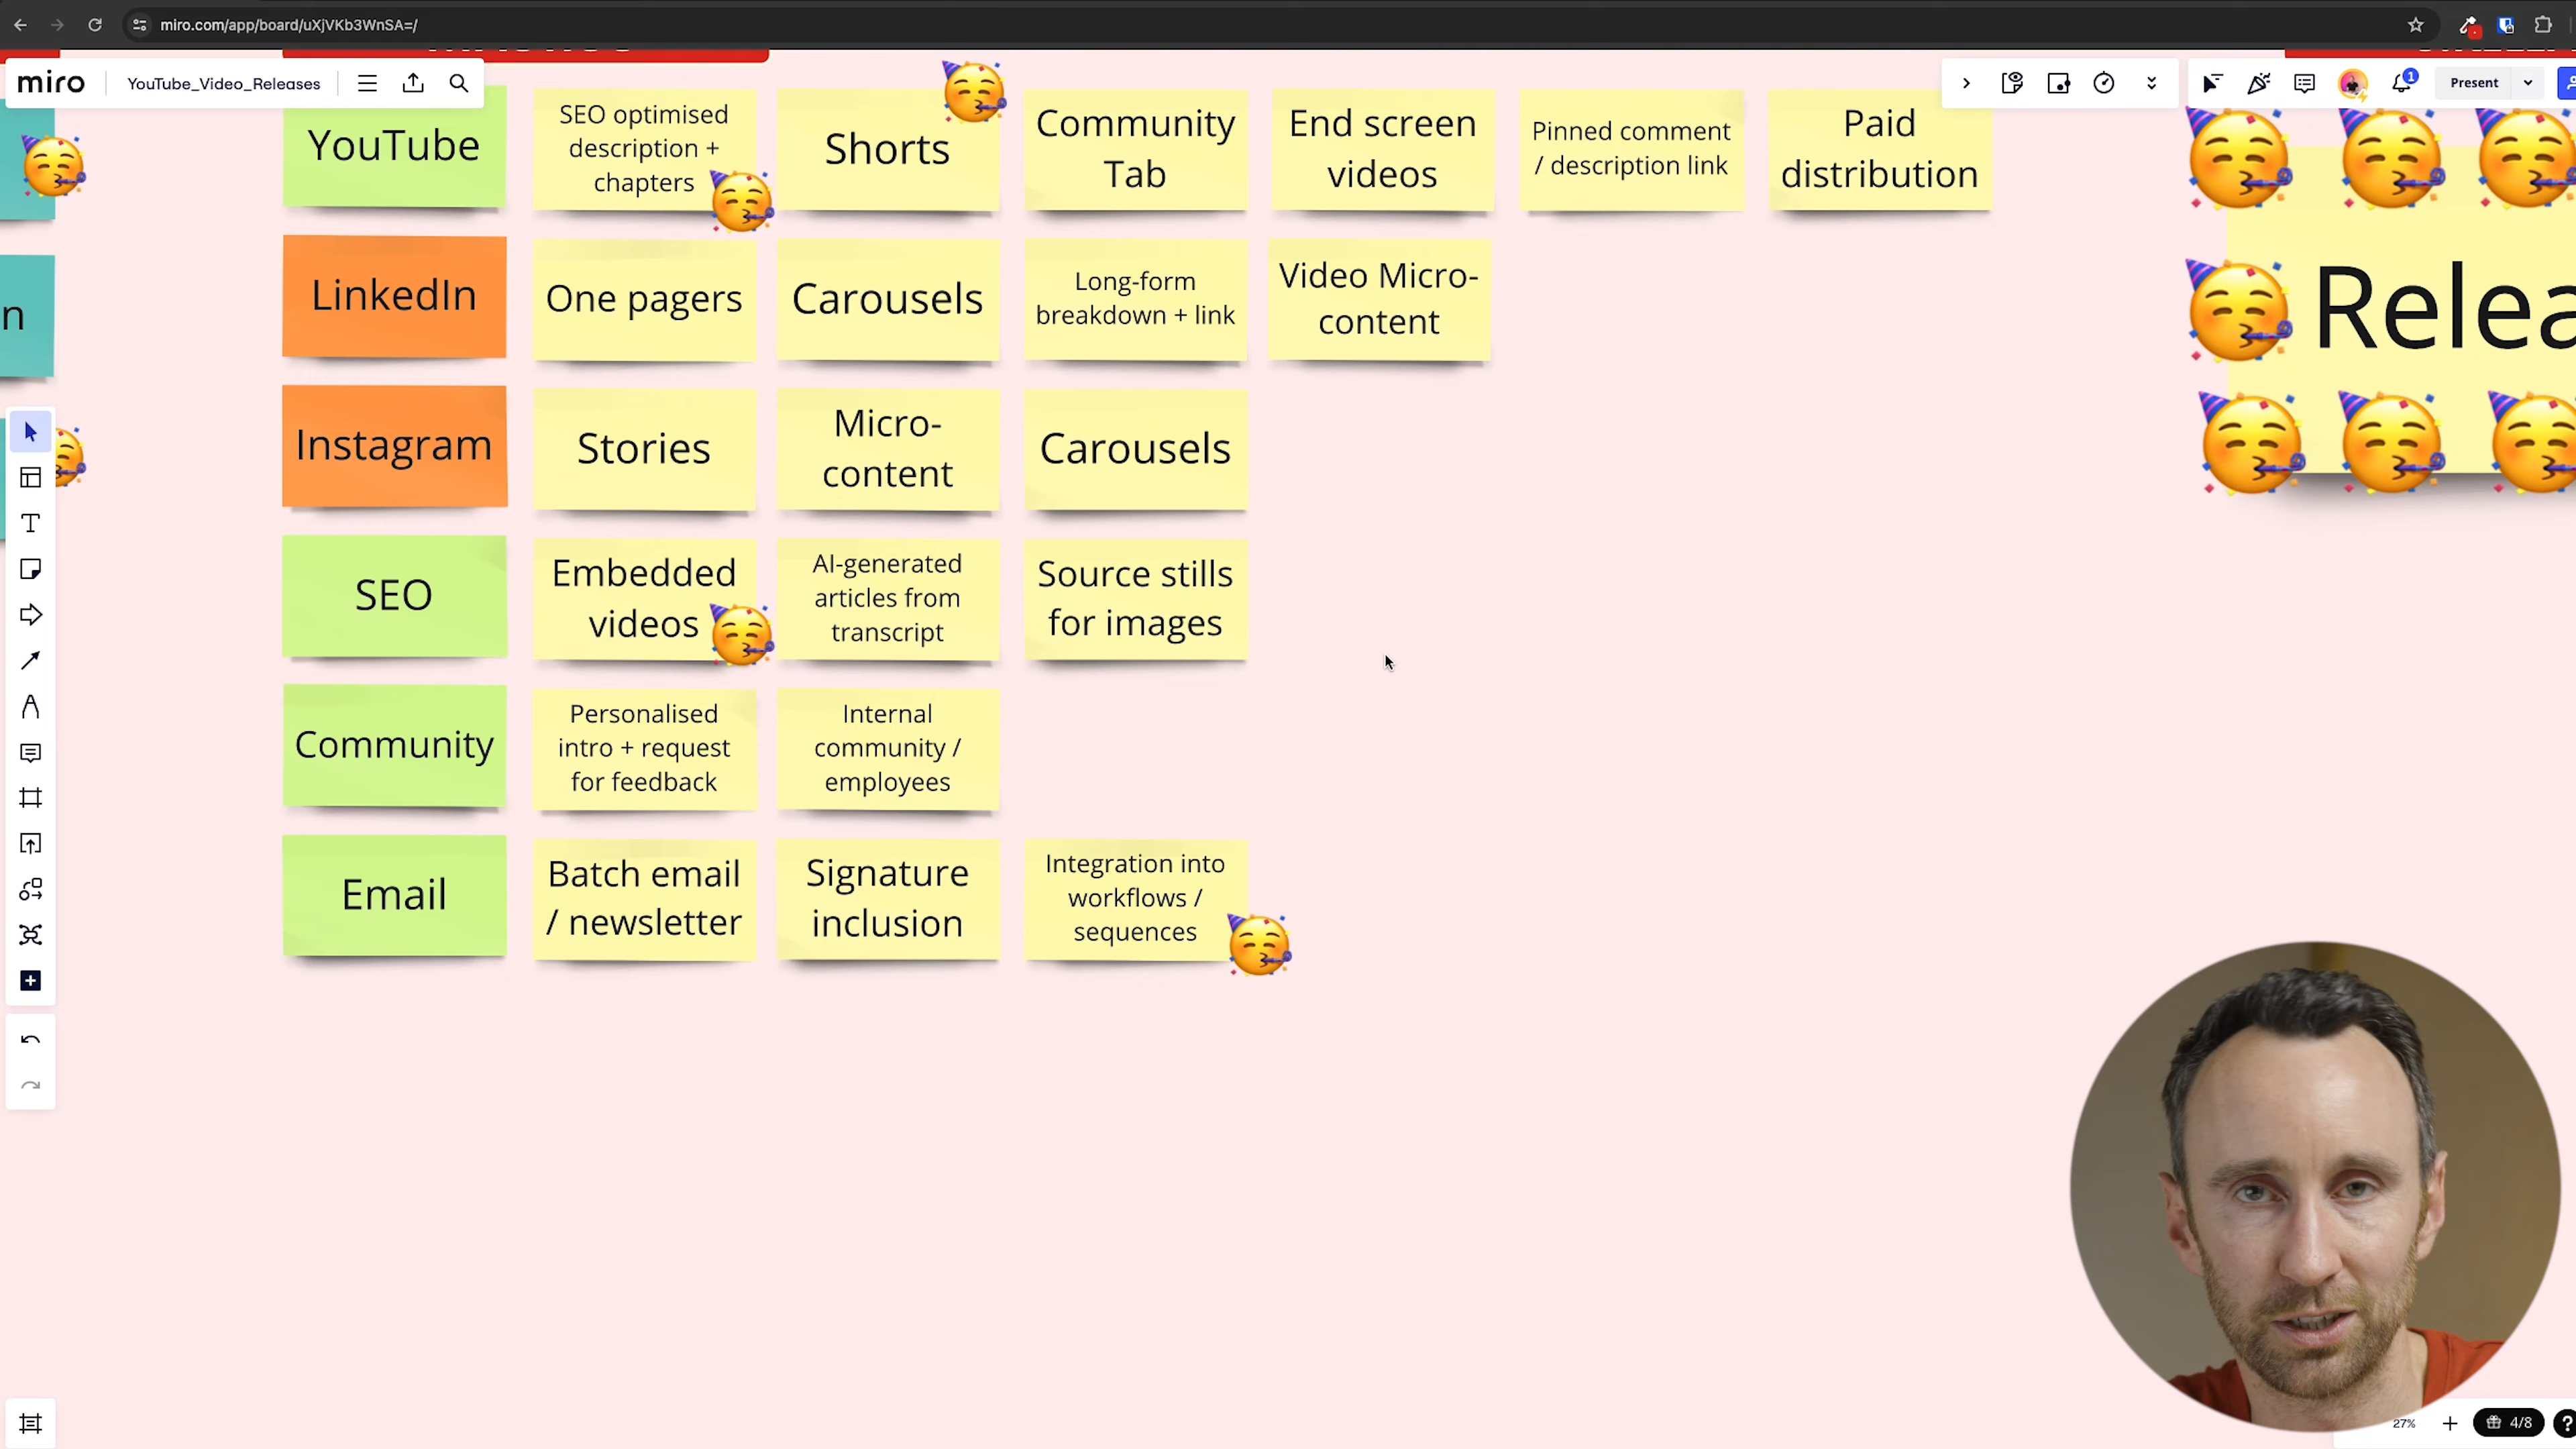 miro.com/app/board/uXjVKb3WnSA=/
miro
YouTube_Video_Releases
1
Present
YouTube
SEO optimised
description +
chapters
Shorts
Community
Tab
End screen
videos
Pinned comment
/ description link
Paid
distribution
LinkedIn
One pagers
Carousels
Long-form
breakdown + link
Video Micro-
content
n
Relea
Instagram
Stories
Micro-
content
Carousels
SEO
Embedded
videos
AI-generated
articles from
transcript
Source stills
for images
Community
Personalised
intro + request
for feedback
Internal
community /
employees
Email
Batch email
/ newsletter
Signature
inclusion
Integration into
workflows /
sequences
27%
4/8
?